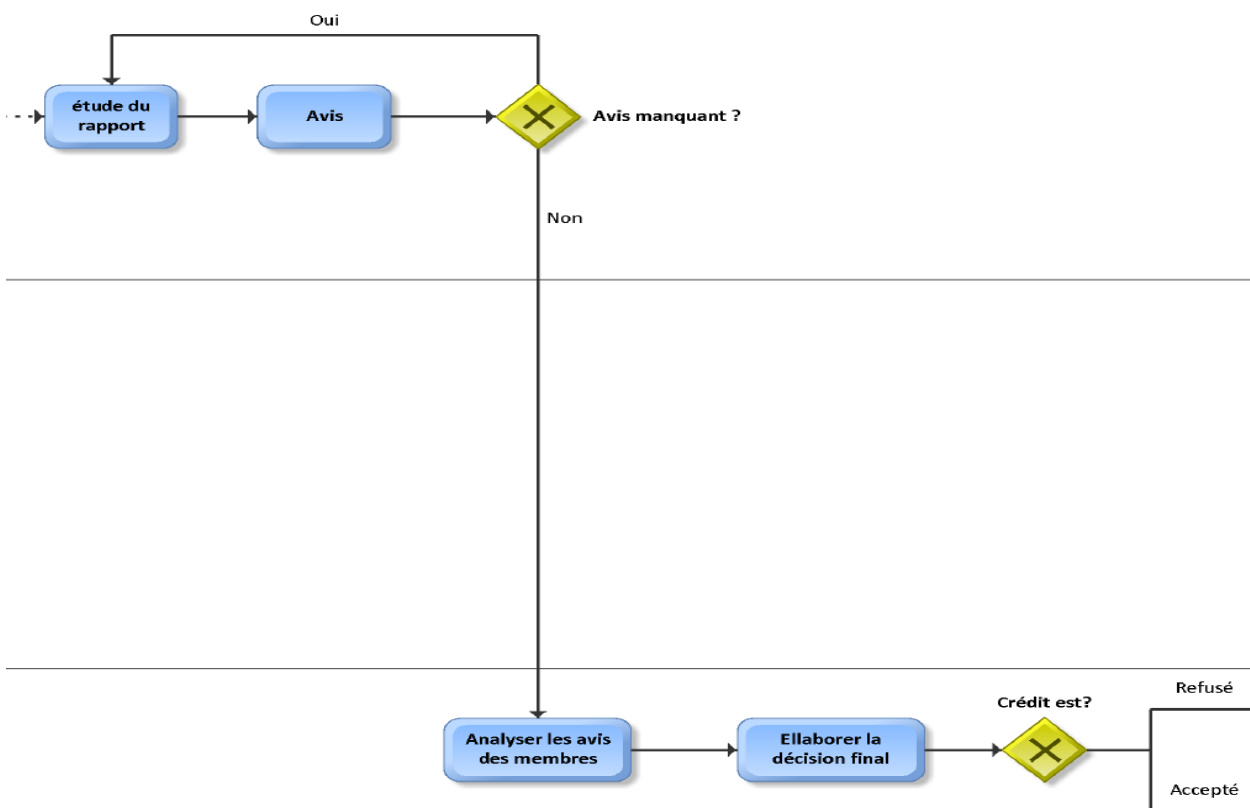 Oui
étude du
rapport
Avis
Avis manquant ?
Non
Refusé
Crédit est?
Analyser les avis
des membres
Ellaborer la
décision final
Accepté